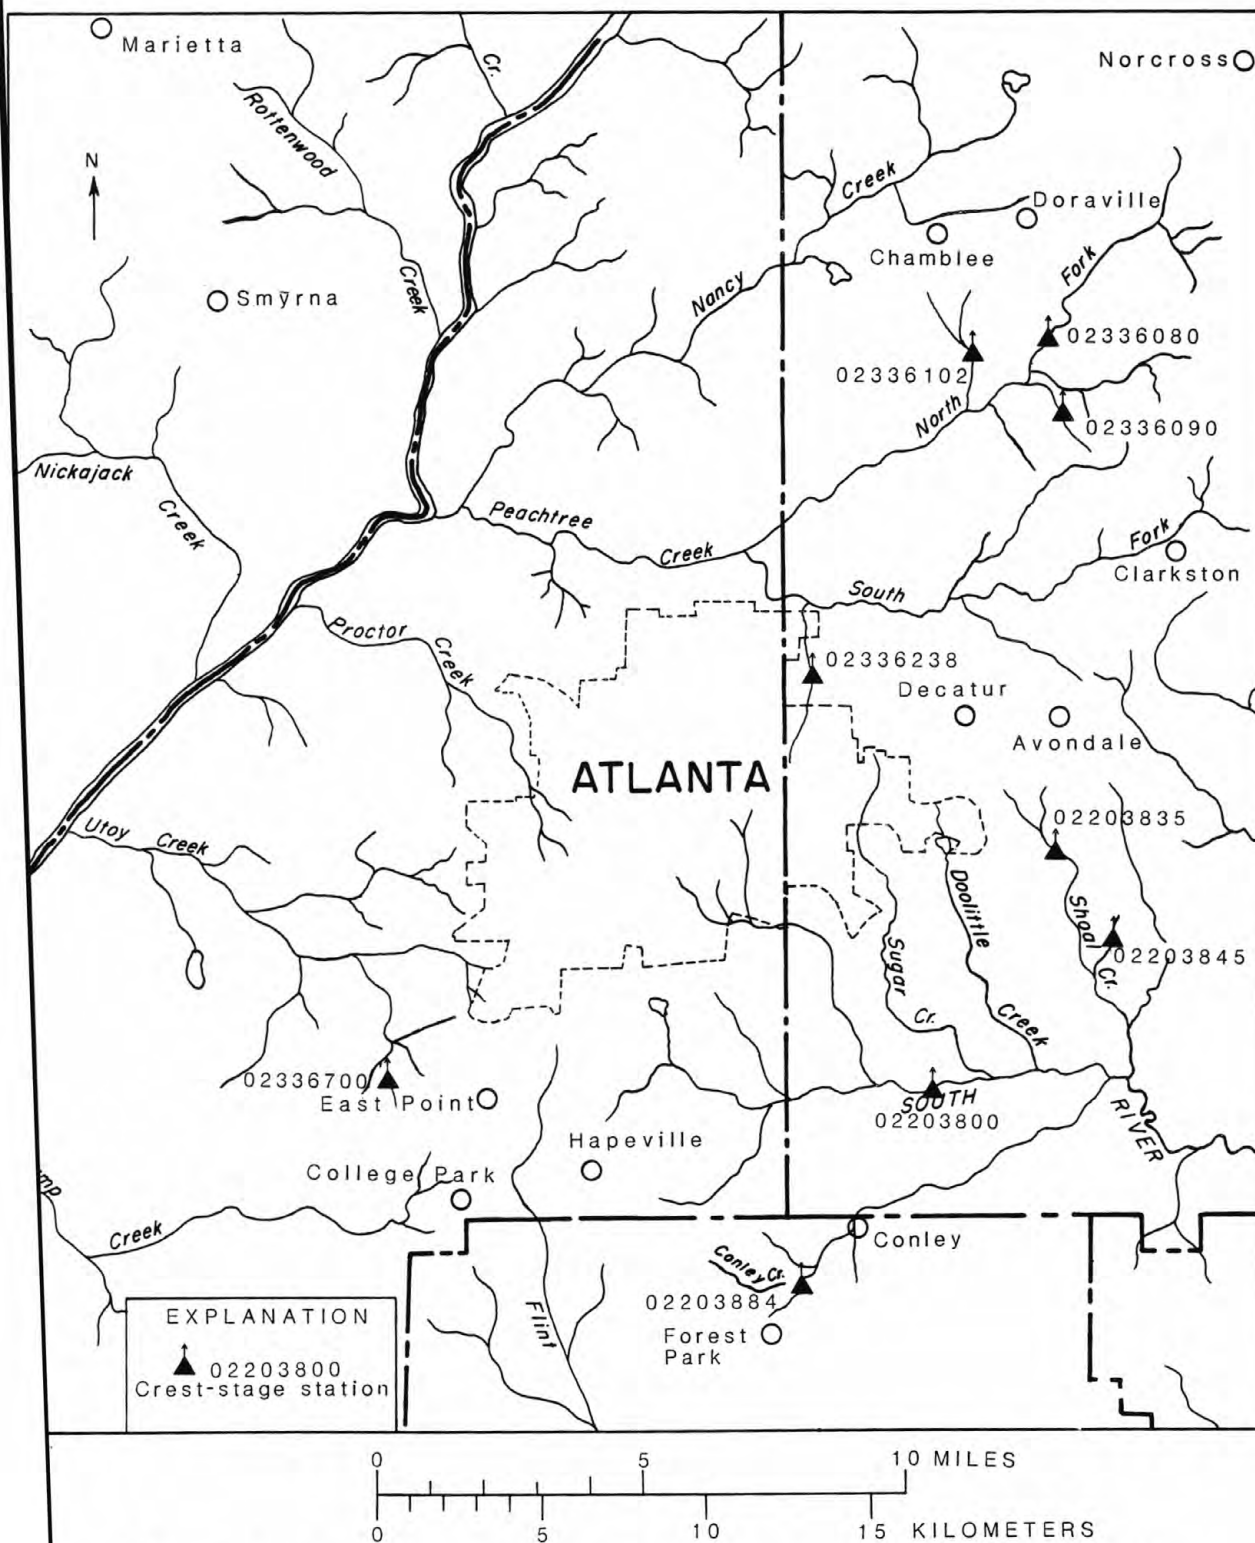 Marietta
Cr.
Norcross
Rottenwood
Creek
N
Doraville
Chamblee
Fork
Creek
Nancy
Smyrna
02336080
02336102
North
02336090
Nickajack
Creek
Peachtree
Creek
Fork
Clarkston
South
Proctor
Creek
02336238
Decatur
Avondale
ATLANTA
Utoy Creek
02203835
Doolittle
Shoal
Sugar
02203845
Cr.
Cr.
Creek
02336700
East Point
SOUTH
02203800
RIVER
Hapeville
College Park
mp
Creek
Conley
Conley Cr.
02203884
Flint
Forest
Park
EXPLANATION
02203800
Crest-stage station
0 5 10 MILES
0 5 10 15 KILOMETERS